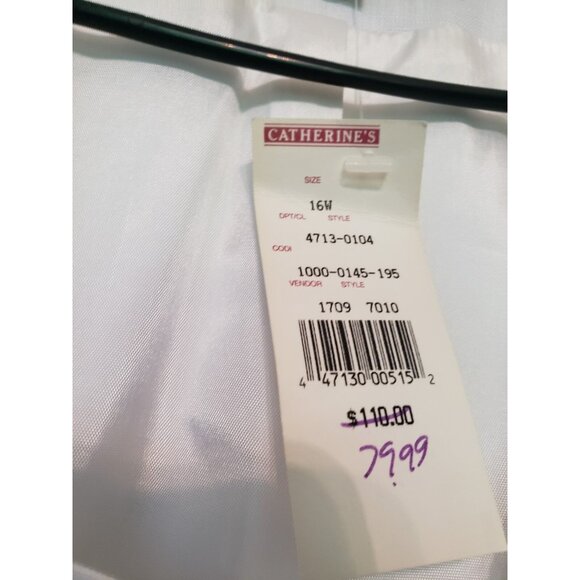 CATHERINE'S
SIZE
16W
DPT/CL STYLE
4713-0104
CODE
1000-0145-195
VENDOR STYLE
1709 7010
4 47130 00515 2
$110.00
79.99